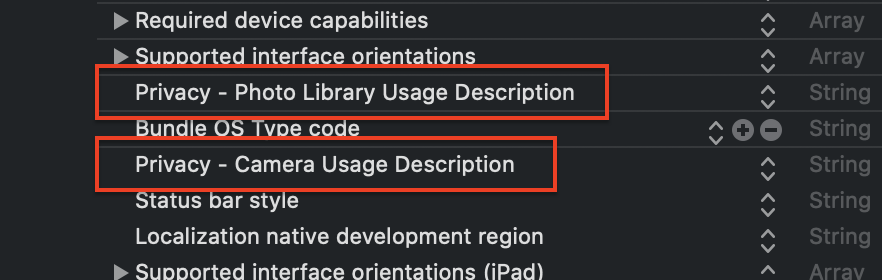 Required device capabilities Array
Supported interface orientations Array
Privacy - Photo Library Usage Description String
Bundle OS Type code String
Privacy - Camera Usage Description String
Status bar style String
Localization native development region String
Supported interface orientations (iPad) Array